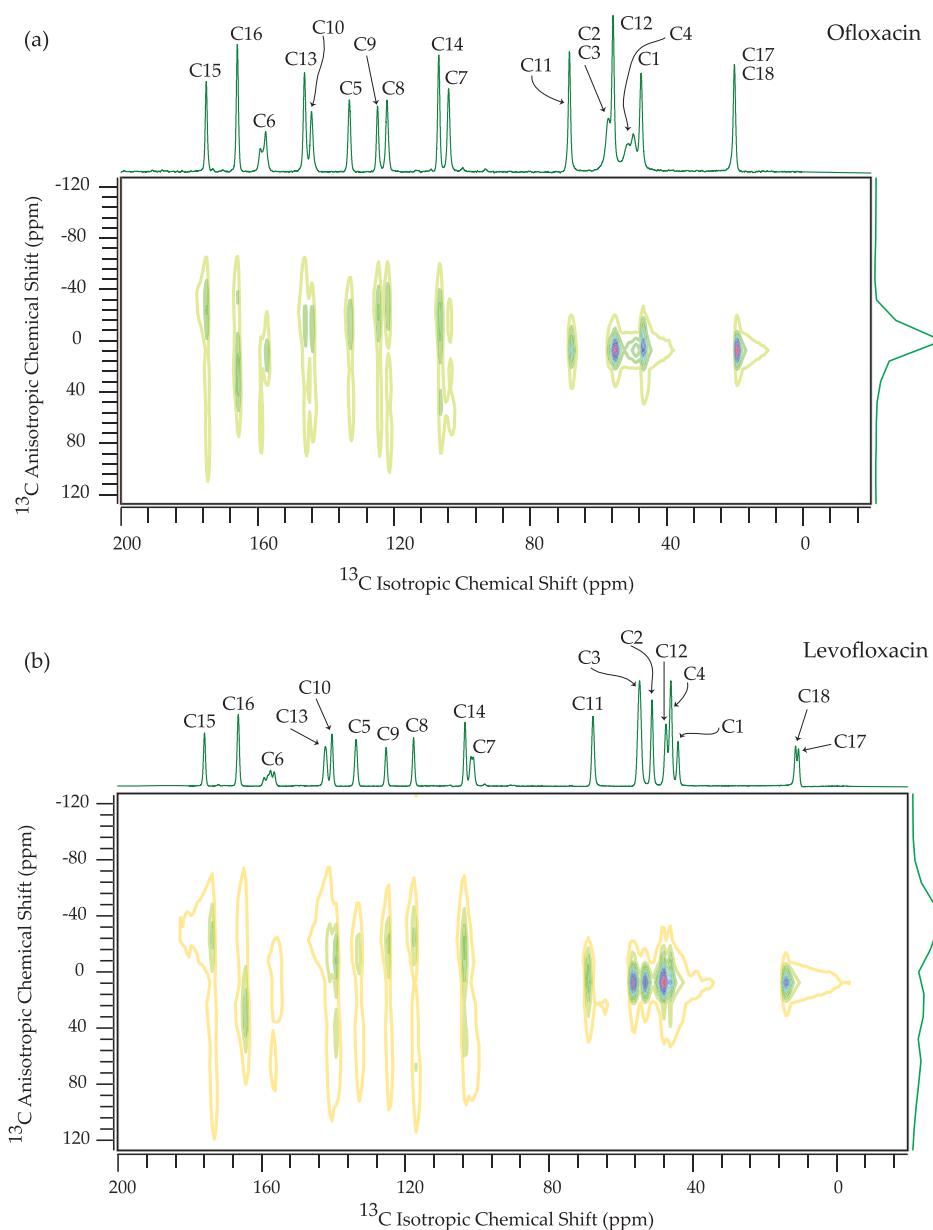 (a)
Ofloxacin
C15
C16
C6
C13
C10
C5
C9
C8
C14
C7
C11
C2
C3
C12
C4
C1
C17
C18
-120
-80
-40
0
40
80
120
13C Anisotropic Chemical Shift (ppm)
200
160
120
80
40
0
13C Isotropic Chemical Shift (ppm)
(b)
Levofloxacin
C15
C16
C6
C13
C10
C5
C9
C8
C14
C7
C11
C3
C2
C12
C4
C1
C18
C17
-120
-80
-40
0
40
80
120
13C Anisotropic Chemical Shift (ppm)
200
160
120
80
40
0
13C Isotropic Chemical Shift (ppm)